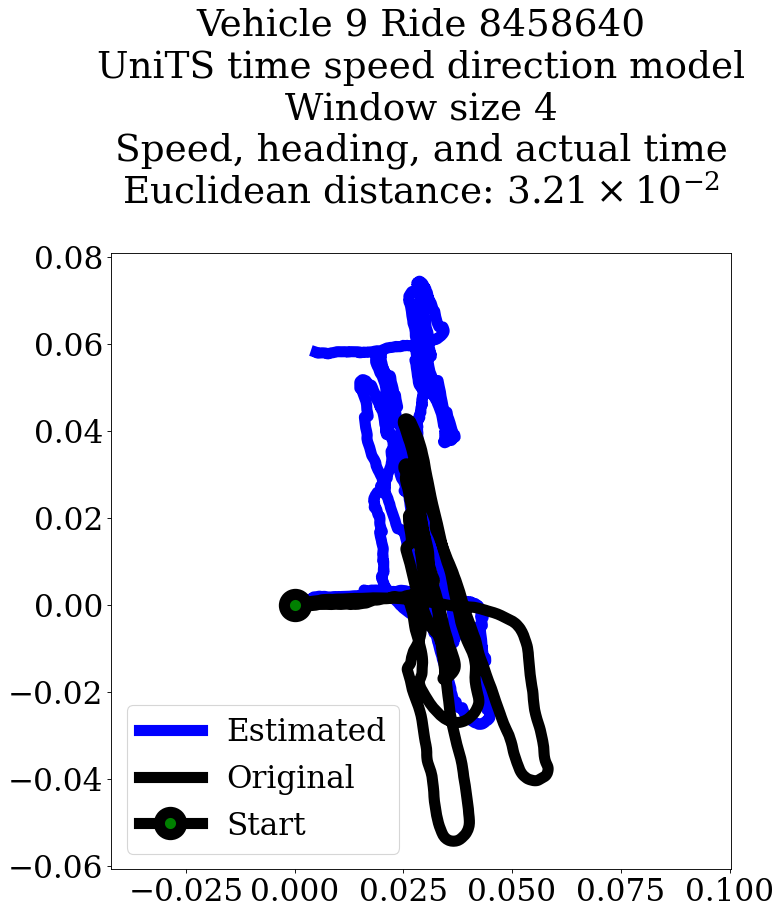 Vehicle 9 Ride 8458640
UniTS time speed direction model
Window size 4
Speed, heading, and actual time
Euclidean distance: 3.21 × 10⁻²
0.08
0.06
0.04
0.02
0.00
−0.02
−0.04
−0.06
Estimated
Original
Start
−0.025 0.000 0.025 0.050 0.075 0.100